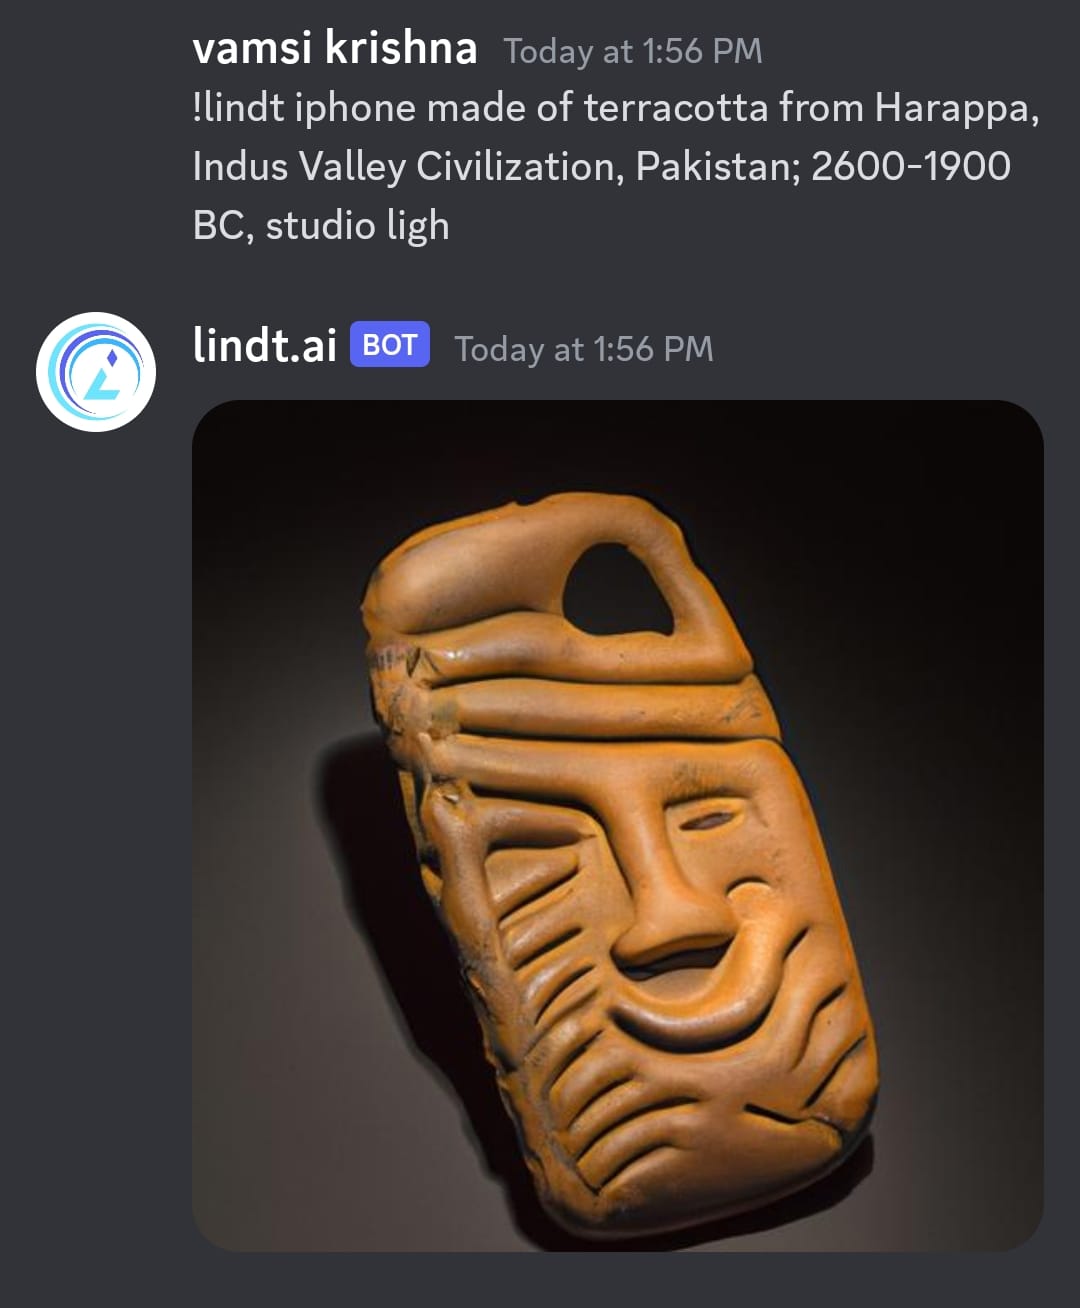 vamsi krishna Today at 1:56 PM
!lindt iphone made of terracotta from Harappa,
Indus Valley Civilization, Pakistan; 2600-1900
BC, studio ligh
lindt.ai BOT Today at 1:56 PM